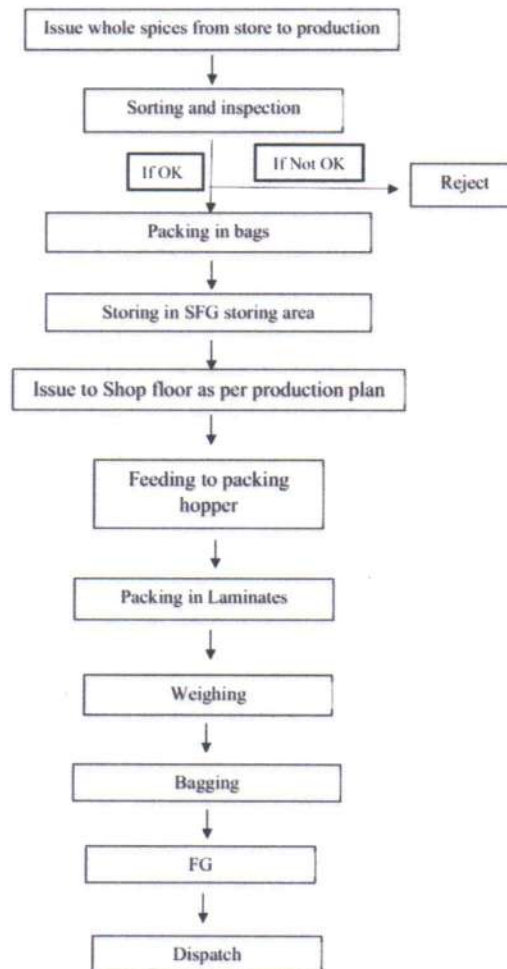 Issue whole spices from store to production
Sorting and inspection
If OK
If Not OK
Reject
Packing in bags
Storing in SFG storing area
Issue to Shop floor as per production plan
Feeding to packing
hopper
Packing in Laminates
Weighing
Bagging
FG
Dispatch